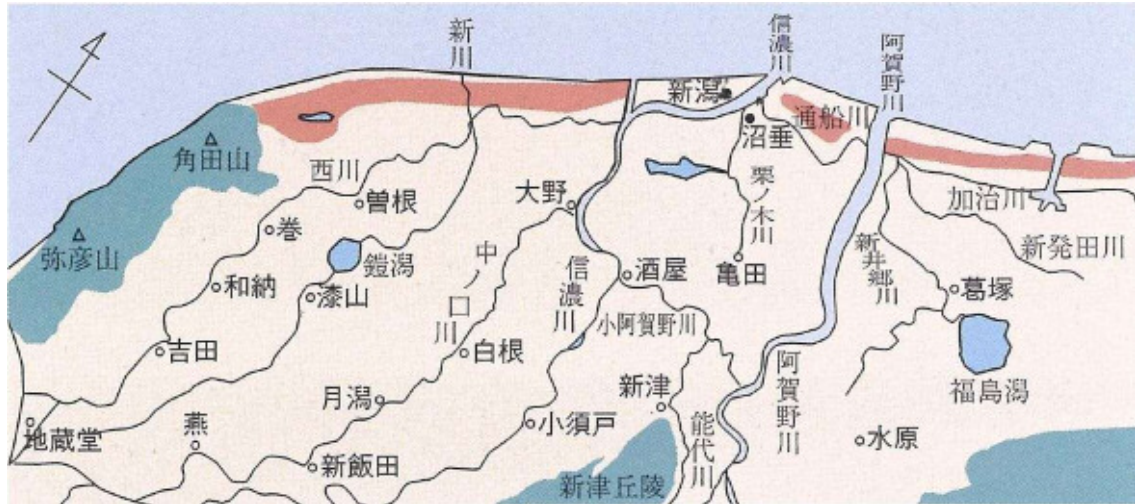 新川
信濃川
阿賀野川
新潟
沼垂
通船川
角田山
西川
曽根
大野
栗ノ木川
加治川
新発田川
弥彦山
巻
鎧潟
中ノ口川
信濃川
酒屋
亀田
新井郷川
葛塚
和納
漆山
小阿賀野川
吉田
白根
阿賀野川
福島潟
月潟
新津
地蔵堂
燕
小須戸
能代川
水原
新飯田
新津丘陵